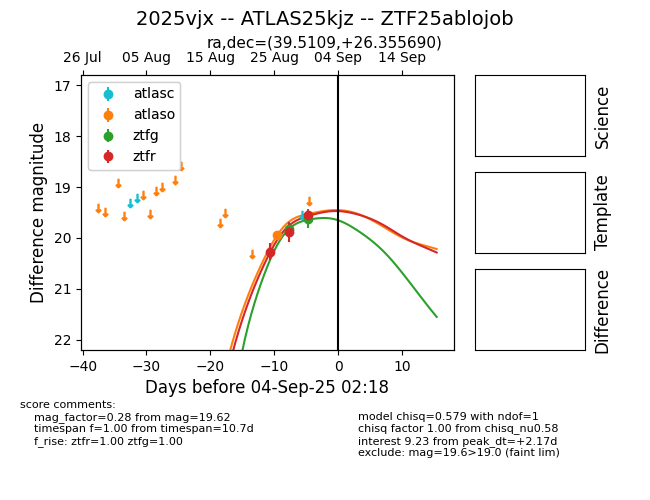 2025vjx -- ATLAS25kjz -- ZTF25ablojob
ra,dec=(39.5109,+26.355690)
26 Jul 05 Aug 15 Aug 25 Aug 04 Sep 14 Sep
17
18
19
20
21
22
Difference magnitude
atlasc
atlaso
ztfg
ztfr
−40 −30 −20 −10 0 10
Days before 04-Sep-25 02:18
Science
Template
Difference
score comments:
mag_factor=0.28 from mag=19.62
timespan f=1.00 from timespan=10.7d
f_rise: ztfr=1.00 ztfg=1.00
model chisq=0.579 with ndof=1
chisq factor 1.00 from chisq_nu0.58
interest 9.23 from peak_dt=+2.17d
exclude: mag=19.6>19.0 (faint lim)